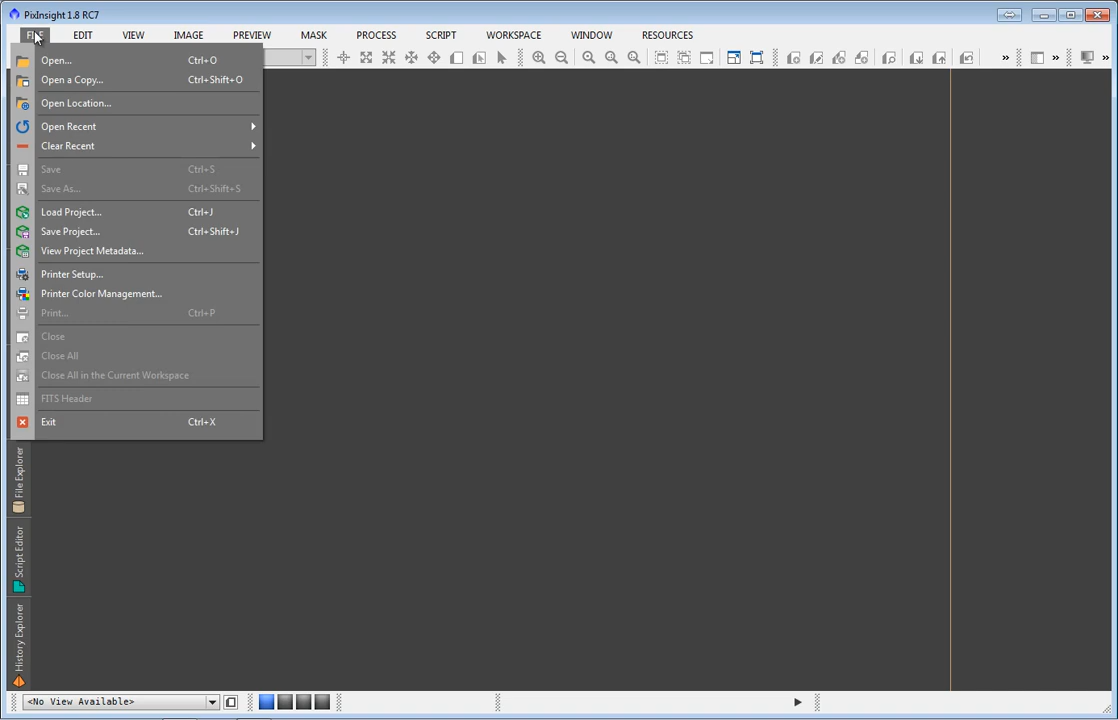 PixInsight 1.8 RC7
FILE EDIT VIEW IMAGE PREVIEW MASK PROCESS SCRIPT WORKSPACE WINDOW RESOURCES
Open... Ctrl+O
Open a Copy... Ctrl+Shift+O
Open Location...
Open Recent
Clear Recent
Save Ctrl+S
Save As... Ctrl+Shift+S
Load Project... Ctrl+J
Save Project... Ctrl+Shift+J
View Project Metadata...
Printer Setup...
Printer Color Management...
Print... Ctrl+P
Close
Close All
Close All in the Current Workspace
FITS Header
Exit Ctrl+X
File Explorer
Script Editor
History Explorer
<No View Available>